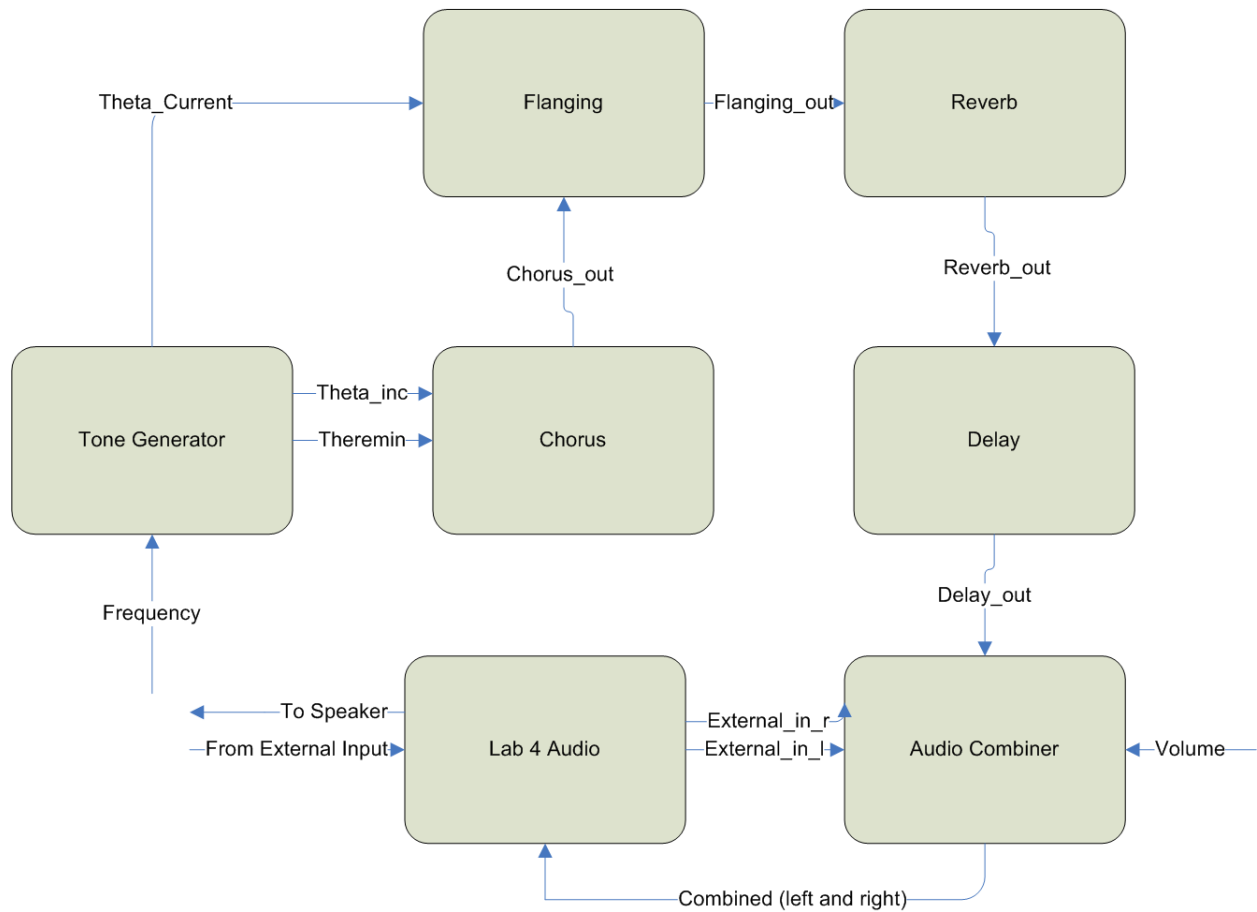 Theta_Current
Flanging
Flanging_out
Reverb
Chorus_out
Reverb_out
Tone Generator
Theta_inc
Theremin
Chorus
Delay
Frequency
Delay_out
To Speaker
From External Input
Lab 4 Audio
External_in_r
External_in_l
Audio Combiner
Volume
Combined (left and right)